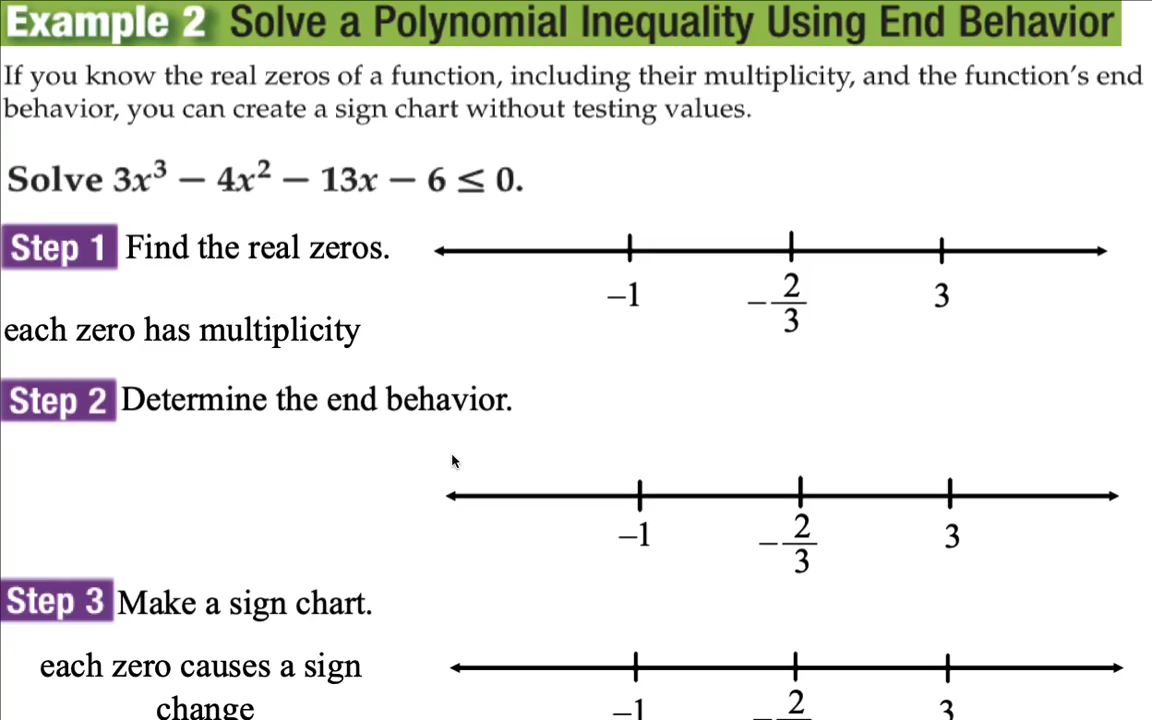 Example 2 Solve a Polynomial Inequality Using End Behavior
If you know the real zeros of a function, including their multiplicity, and the function's end
behavior, you can create a sign chart without testing values.
Solve 3x³ – 4x² – 13x – 6 ≤ 0.
Step 1 Find the real zeros.
–1 –2/3 3
each zero has multiplicity
Step 2 Determine the end behavior.
–1 –2/3 3
Step 3 Make a sign chart.
each zero causes a sign
change
–1 –2 3